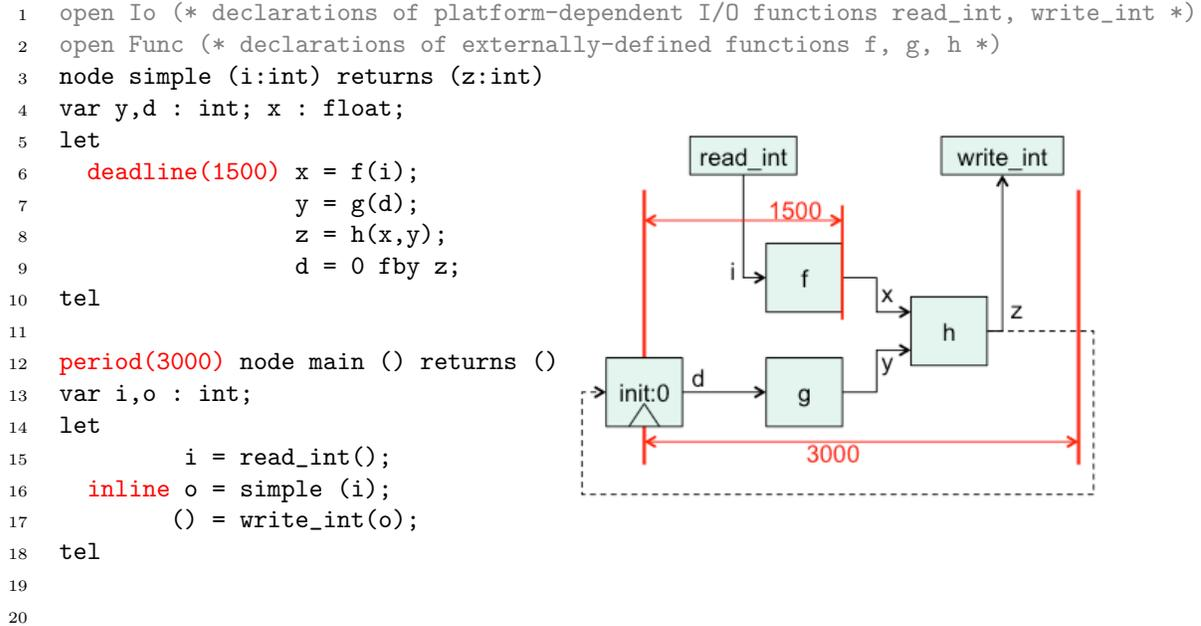 1 open Io (* declarations of platform-dependent I/O functions read_int, write_int *)
2 open Func (* declarations of externally-defined functions f, g, h *)
3 node simple (i:int) returns (z:int)
4 var y,d : int; x : float;
5 let
6 deadline(1500) x = f(i);
7 y = g(d);
8 z = h(x,y);
9 d = 0 fby z;
10 tel
11
12 period(3000) node main () returns ()
13 var i,o : int;
14 let
15 i = read_int();
16 inline o = simple (i);
17 () = write_int(o);
18 tel
19
20
read_int
write_int
1500
i
f
x
h
z
y
init:0
d
g
3000